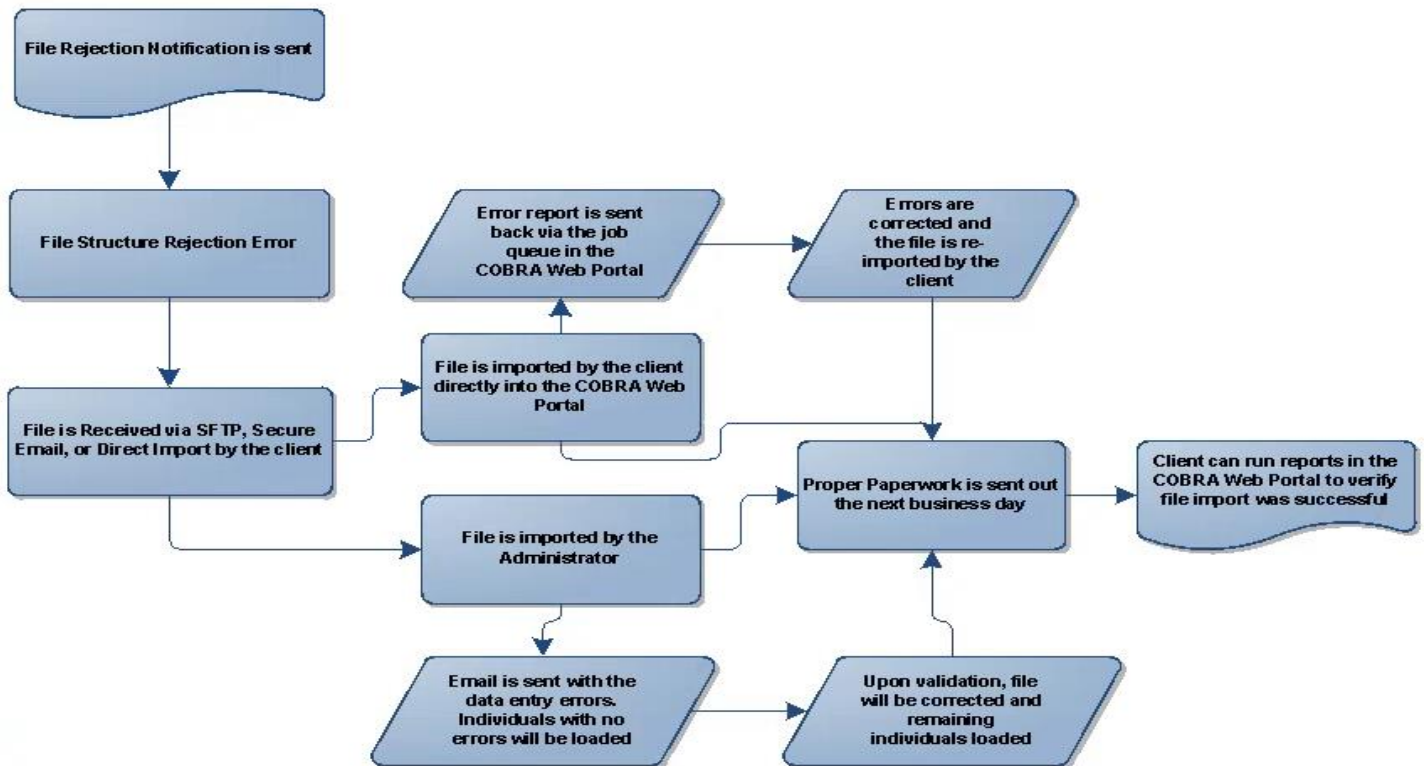 File Rejection Notification is sent
File Structure Rejection Error
Error report is sent
back via the job
queue in the
COBRA Web Portal
Errors are
corrected and
the file is re-
imported by the
client
File is Received via SFTP, Secure
Email, or Direct Import by the client
File is imported by the client
directly into the COBRA Web
Portal
File is imported by the
Administrator
Proper Paperwork is sent out
the next business day
Client can run reports in the
COBRA Web Portal to verify
file import was successful
Email is sent with the
data entry errors.
Individuals with no
errors will be loaded
Upon validation, file
will be corrected and
remaining
individuals loaded